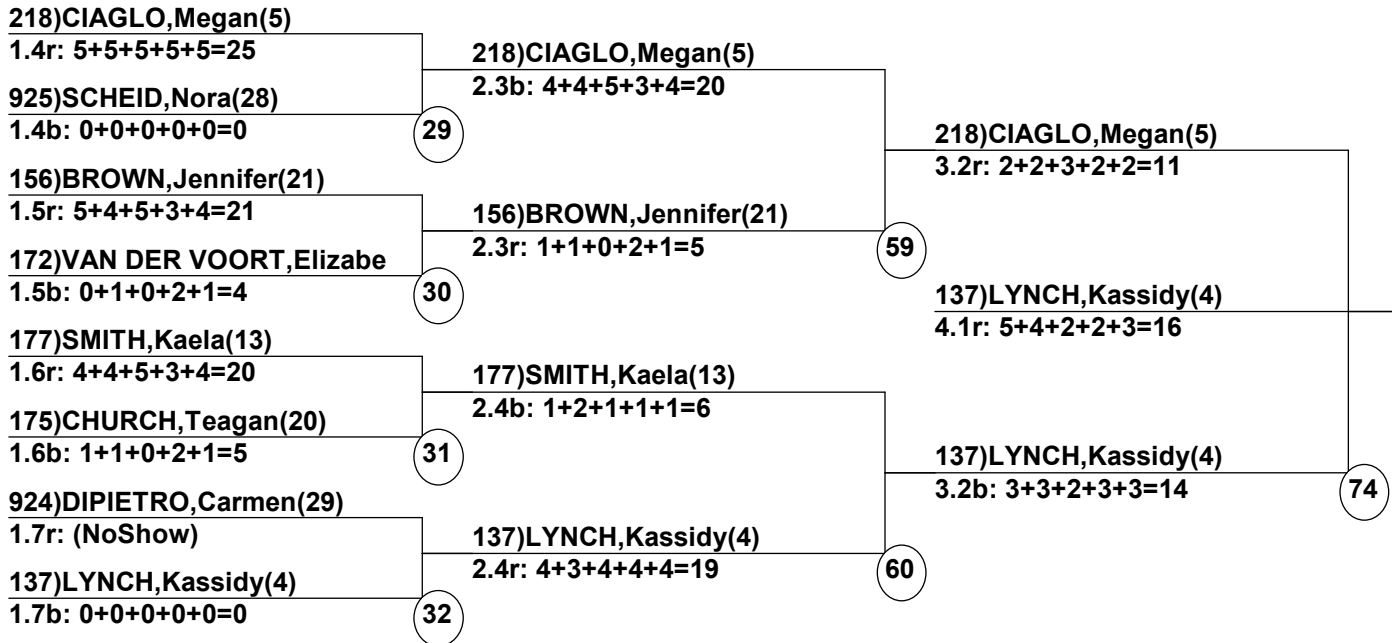 218)CIAGLO,Megan(5)
1.4r: 5+5+5+5+5=25
925)SCHEID,Nora(28)
1.4b: 0+0+0+0+0=0
29
156)BROWN,Jennifer(21)
1.5r: 5+4+5+3+4=21
172)VAN DER VOORT,Elizabe
1.5b: 0+1+0+2+1=4
30
177)SMITH,Kaela(13)
1.6r: 4+4+5+3+4=20
175)CHURCH,Teagan(20)
1.6b: 1+1+0+2+1=5
31
924)DIPIETRO,Carmen(29)
1.7r: (NoShow)
137)LYNCH,Kassidy(4)
1.7b: 0+0+0+0+0=0
32
218)CIAGLO,Megan(5)
2.3b: 4+4+5+3+4=20
156)BROWN,Jennifer(21)
2.3r: 1+1+0+2+1=5
59
177)SMITH,Kaela(13)
2.4b: 1+2+1+1+1=6
137)LYNCH,Kassidy(4)
2.4r: 4+3+4+4+4=19
60
218)CIAGLO,Megan(5)
3.2r: 2+2+3+2+2=11
137)LYNCH,Kassidy(4)
4.1r: 5+4+2+2+3=16
137)LYNCH,Kassidy(4)
3.2b: 3+3+2+3+3=14
74